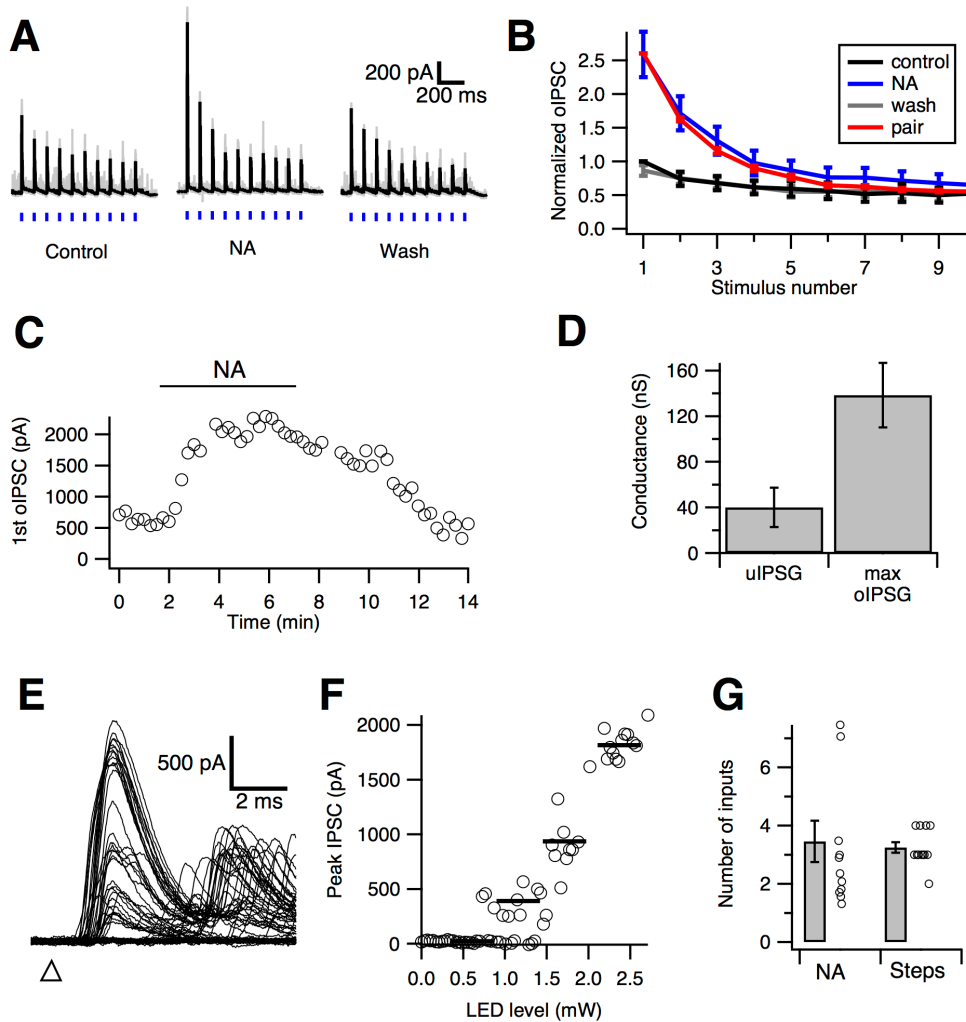 A
200 pA
200 ms
Control
NA
Wash
B
Normalized oIPSC
2.5
2.0
1.5
1.0
0.5
0.0
control
NA
wash
pair
1 3 5 7 9
Stimulus number
C
NA
1st oIPSC (pA)
2000
1500
1000
500
0
0 2 4 6 8 10 12 14
Time (min)
D
Conductance (nS)
160
120
80
40
0
uIPSG
max
oIPSG
E
500 pA
2 ms
F
Peak IPSC (pA)
2000
1500
1000
500
0
0.0 0.5 1.0 1.5 2.0 2.5
LED level (mW)
G
Number of inputs
6
4
2
0
NA
Steps